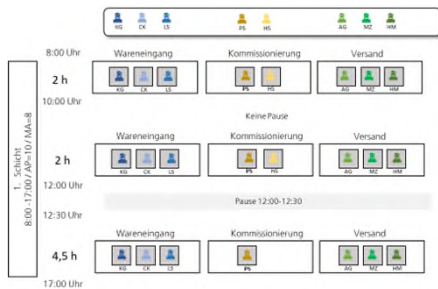 KG CK LS PS HS AG MZ HM
8:00 Uhr
Wareneingang Kommissionierung Versand
2 h
KG CK LS PS HS AG MZ HM
10:00 Uhr
Keine Pause
Wareneingang Kommissionierung Versand
2 h
KG CK LS PS HS AG MZ HM
12:00 Uhr
Pause 12:00-12:30
12:30 Uhr
Wareneingang Kommissionierung Versand
4,5 h
KG CK LS PS AG MZ HM
17:00 Uhr
1. Schicht
8:00 -17:00 / AP=10 / MA=8